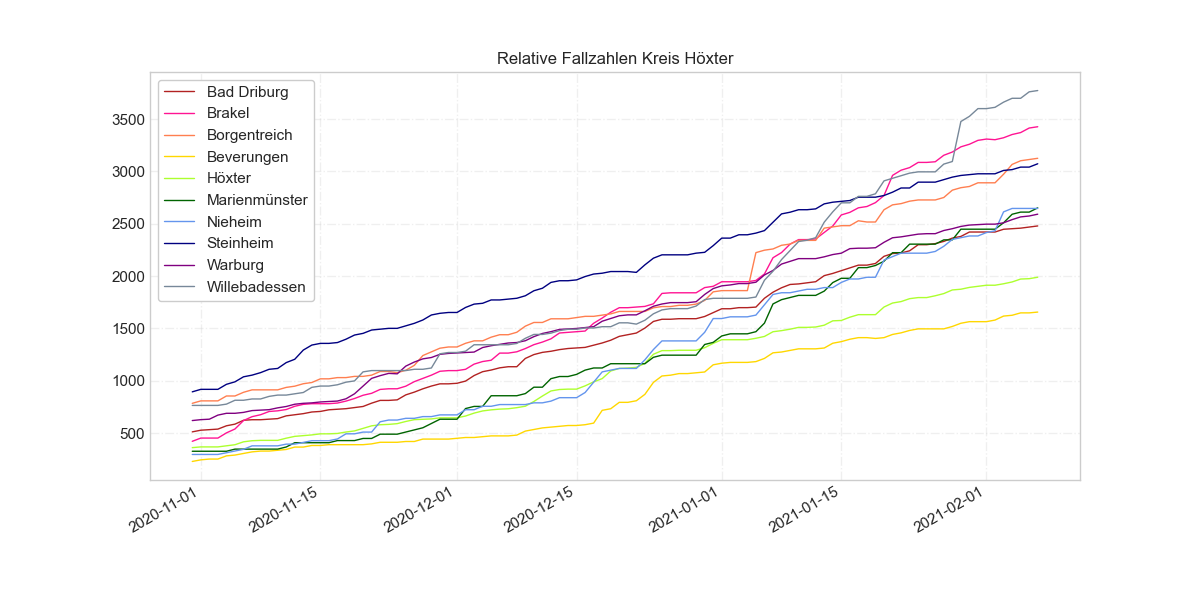 Relative Fallzahlen Kreis Höxter
Bad Driburg
Brakel
Borgentreich
Beverungen
Höxter
Marienmünster
Nieheim
Steinheim
Warburg
Willebadessen
3500
3000
2500
2000
1500
1000
500
2020-11-01
2020-11-15
2020-12-01
2020-12-15
2021-01-01
2021-01-15
2021-02-01